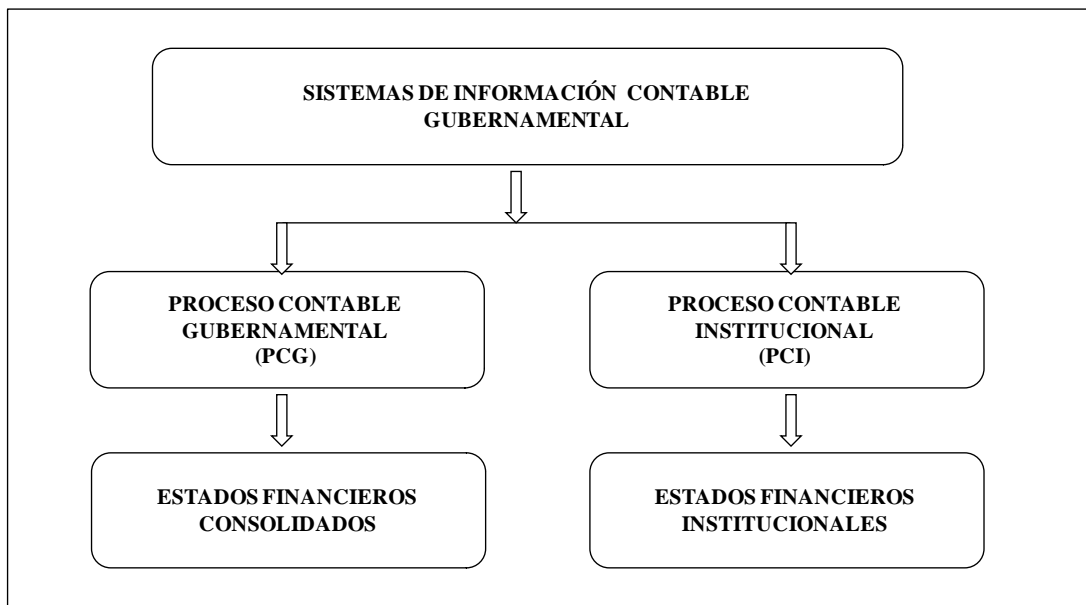 SISTEMAS DE INFORMACIÓN CONTABLE
GUBERNAMENTAL
PROCESO CONTABLE
GUBERNAMENTAL
(PCG)
PROCESO CONTABLE
INSTITUCIONAL
(PCI)
ESTADOS FINANCIEROS
CONSOLIDADOS
ESTADOS FINANCIEROS
INSTITUCIONALES